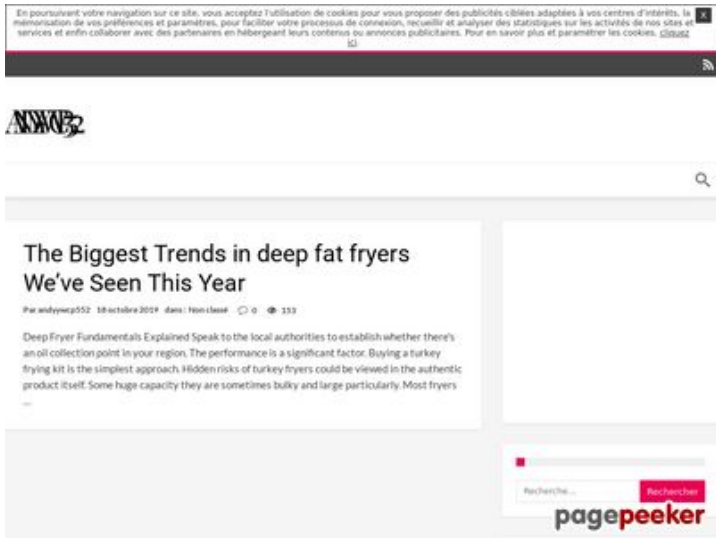 En poursuivant votre navigation sur ce site, vous acceptez l'utilisation de cookies pour vous proposer des publicités ciblées adaptées à vos centres d'intérêts, la
mémorisation de vos préférences et paramètres, pour faciliter votre processus de connexion, recueillir et analyser des statistiques sur les activités de nos sites et
services et enfin collaborer avec des partenaires en hébergeant leurs contenus ou annonces publicitaires. Pour en savoir plus et paramétrer les cookies, cliquez
ici
X
The Biggest Trends in deep fat fryers
We've Seen This Year
Par andyywcp552 18 octobre 2019 dans : Non classé 0 153
Deep Fryer Fundamentals Explained Speak to the local authorities to establish whether there's
an oil collection point in your region. The performance is a significant factor. Buying a turkey
frying kit is the simplest approach. Hidden risks of turkey fryers could be viewed in the authentic
product itself. Some huge capacity they are sometimes bulky and large particularly. Most fryers
...
Recherche...
Rechercher
pagepeeker